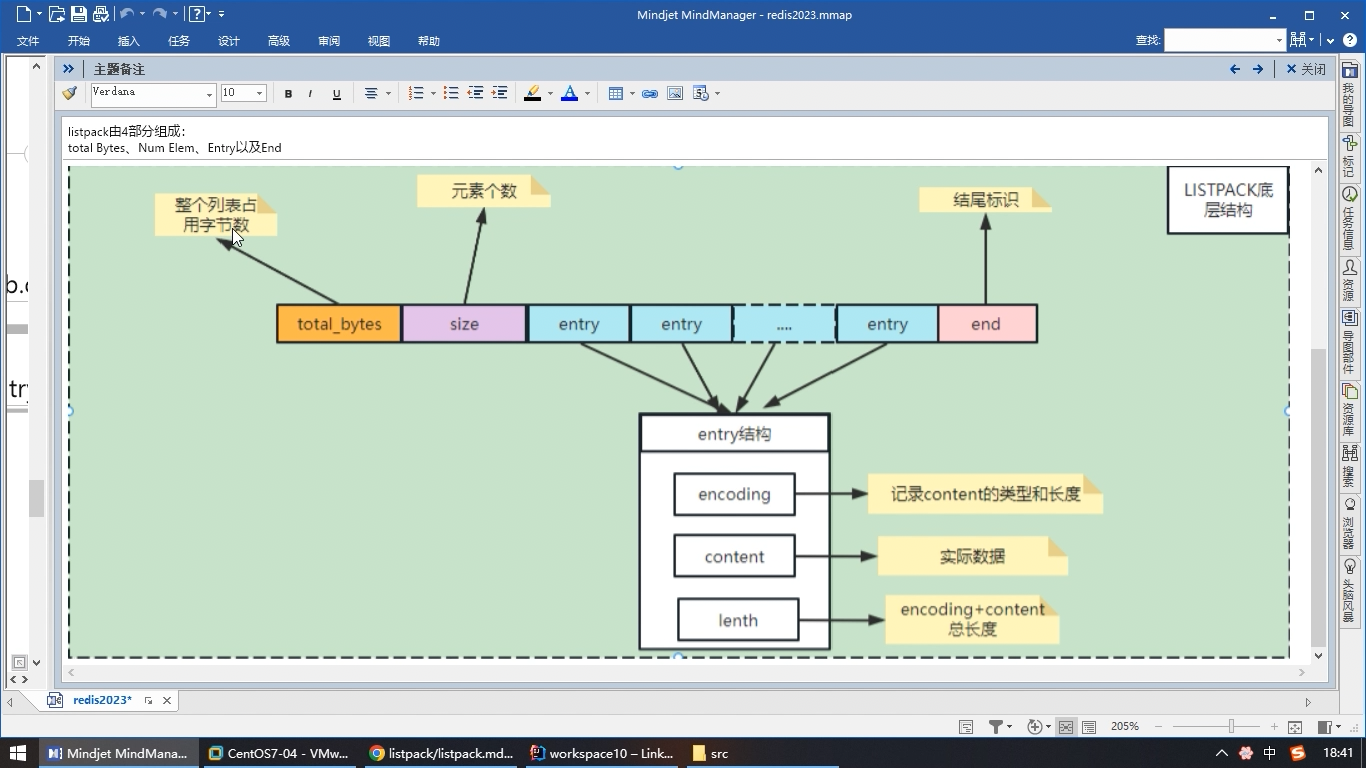 Mindjet MindManager - redis2023.mmap
文件 开始 插入 任务 设计 高级 审阅 视图 帮助 查找:
主题备注 关闭
Verdana 10 B I U
listpack由4部分组成：
total Bytes、Num Elem、Entry以及End
整个列表占
用字节数
元素个数
结尾标识
LISTPACK底
层结构
total_bytes size entry entry .... entry end
entry结构
encoding
记录content的类型和长度
content
实际数据
lenth
encoding+content
总长度
我的导图
标记
任务信息
资源
导图部件
资源库
搜索
浏览器
头脑风暴
redis2023*
205%
Mindjet MindMana... CentOS7-04 - VMw... listpack/listpack.md... workspace10 – Link... src 中 18:41